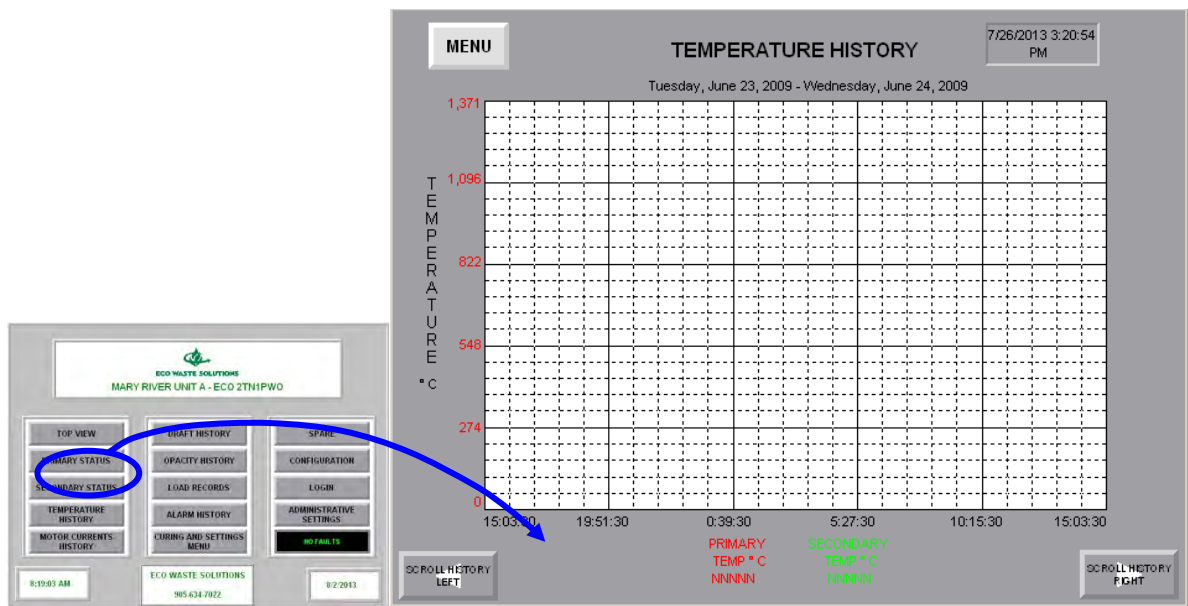 MENU
TEMPERATURE HISTORY
7/26/2013 3:20:54
PM
Tuesday, June 23, 2009 - Wednesday, June 24, 2009
1,371
1,096
822
548
274
0
TEMPERATURE
°C
15:03:30 19:51:30 0:39:30 5:27:30 10:15:30 15:03:30
PRIMARY
TEMP ° C
NNNNN
SECONDARY
TEMP ° C
NNNNN
SCROLL HISTORY
LEFT
SCROLL HISTORY
RIGHT
ECO WASTE SOLUTIONS
MARY RIVER UNIT A - ECO 2TN1PWO
TOP VIEW
PRIMARY STATUS
SECONDARY STATUS
TEMPERATURE
HISTORY
MOTOR CURRENTS
HISTORY
DRAFT HISTORY
OPACITY HISTORY
LOAD RECORDS
ALARM HISTORY
CURING AND SETTINGS
MENU
SPARE
CONFIGURATION
LOGIN
ADMINISTRATIVE
SETTINGS
NO FAULTS
8:19:03 AM
ECO WASTE SOLUTIONS
905-634-7022
8/2/2013